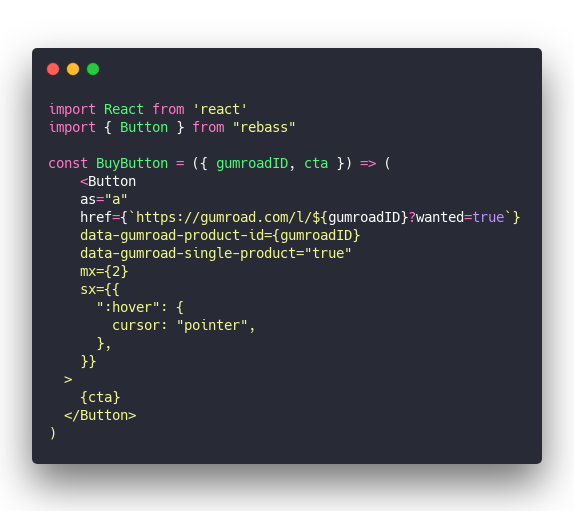 import React from 'react'
import { Button } from "rebass"

const BuyButton = ({ gumroadID, cta }) => (
    <Button
    as="a"
    href={`https://gumroad.com/l/${gumroadID}?wanted=true`}
    data-gumroad-product-id={gumroadID}
    data-gumroad-single-product="true"
    mx={2}
    sx={{
      ":hover": {
        cursor: "pointer",
      },
    }}
  >
    {cta}
  </Button>
)